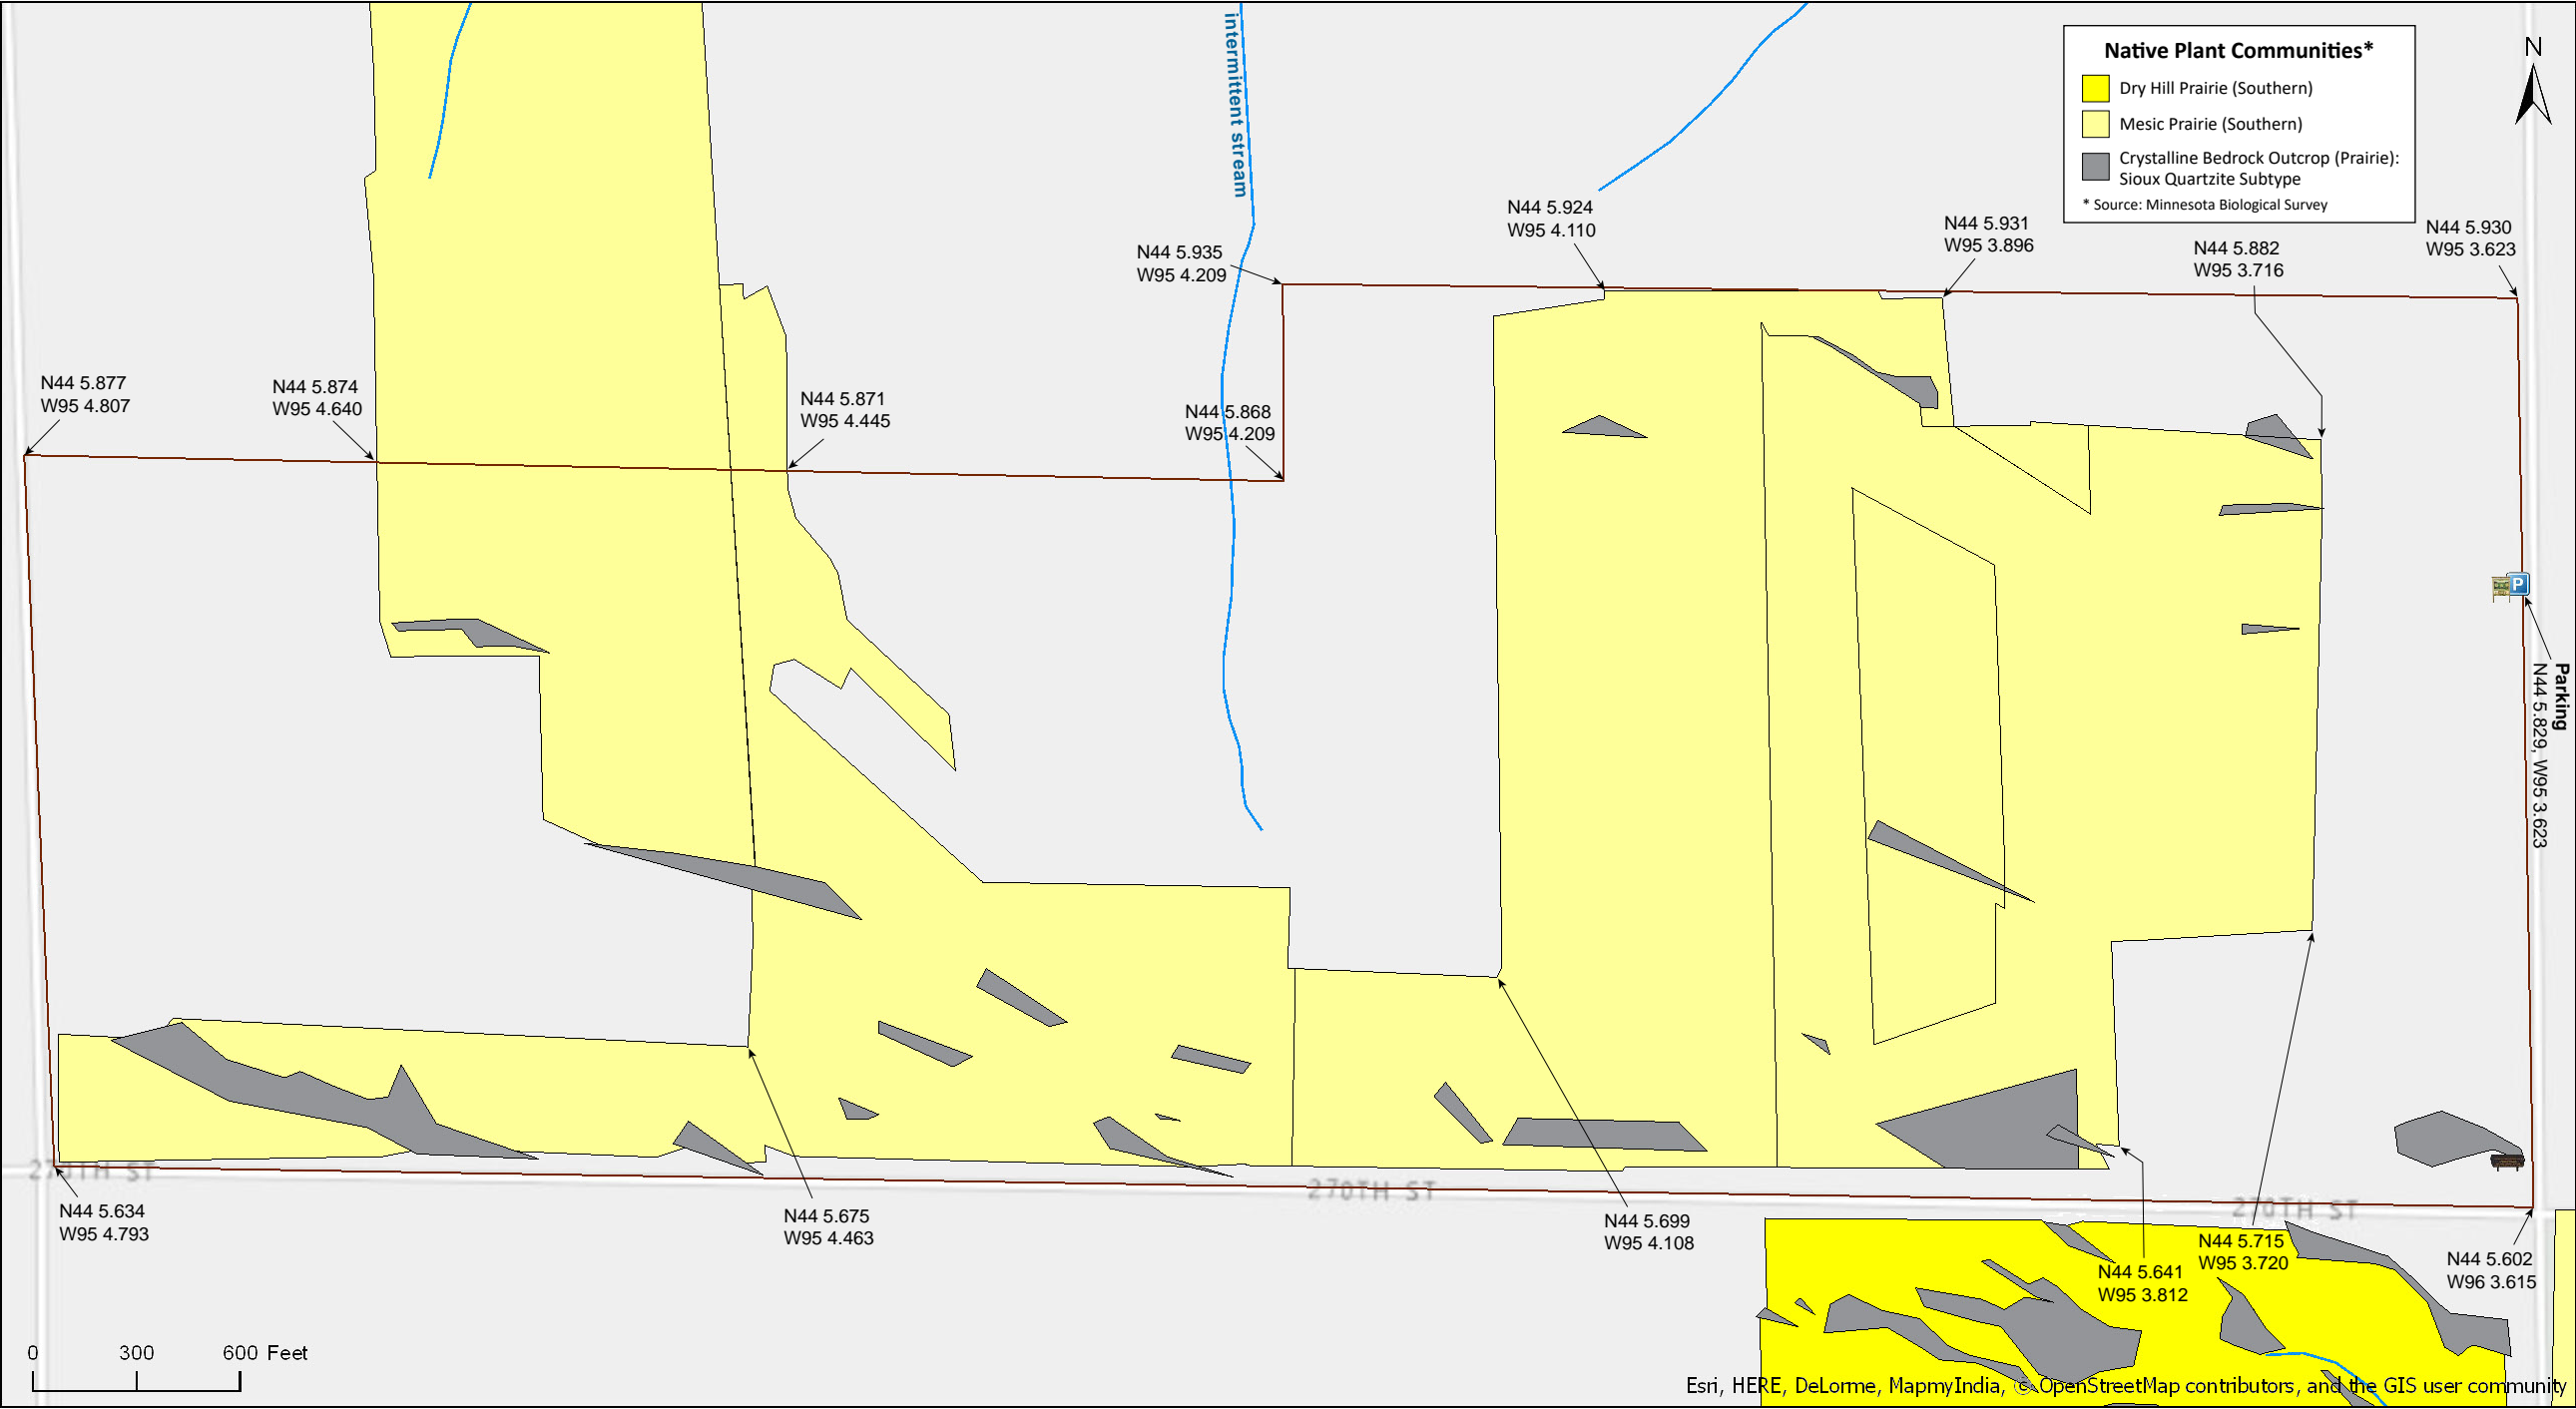 intermittent stream
Native Plant Communities*
Dry Hill Prairie (Southern)
Mesic Prairie (Southern)
Crystalline Bedrock Outcrop (Prairie):
Sioux Quartzite Subtype
* Source: Minnesota Biological Survey
N
N44 5.924
W95 4.110
N44 5.931
W95 3.896
N44 5.930
W95 3.623
N44 5.882
W95 3.716
N44 5.935
W95 4.209
N44 5.877
W95 4.807
N44 5.874
W95 4.640
N44 5.871
W95 4.445
N44 5.868
W95 4.209
P
Parking
N44 5.829, W95 3.623
270TH ST
270TH ST
270TH ST
N44 5.634
W95 4.793
N44 5.675
W95 4.463
N44 5.699
W95 4.108
N44 5.715
W95 3.720
N44 5.641
W95 3.812
N44 5.602
W96 3.615
0 300 600 Feet
Esri, HERE, DeLorme, MapmyIndia, © OpenStreetMap contributors, and the GIS user community